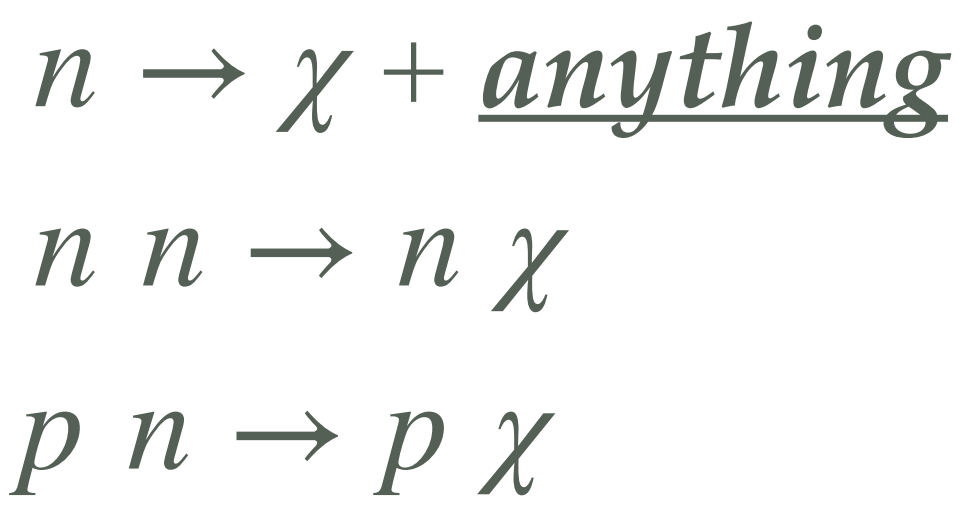 n → χ + anything
n n → n χ
p n → p χ